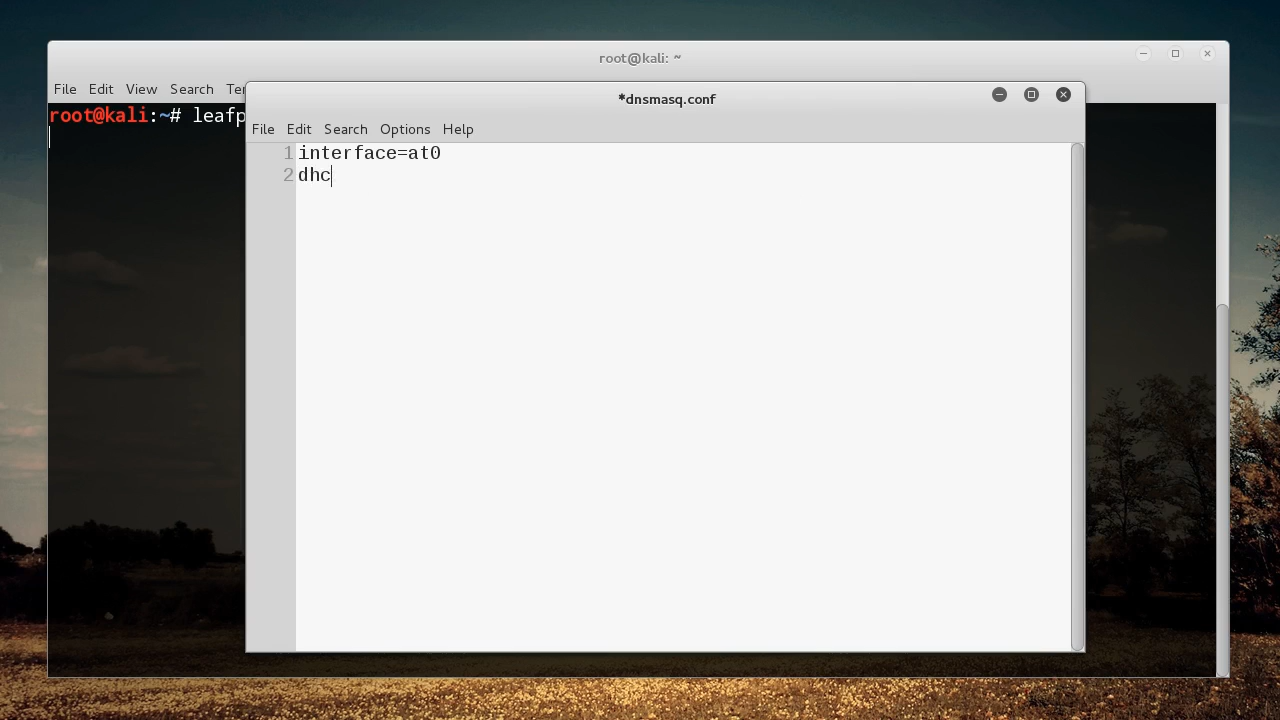 root@kali: ~
File Edit View Search
root@kali:~# leafp
*dnsmasq.conf
File Edit Search Options Help
1 interface=at0
2 dhc